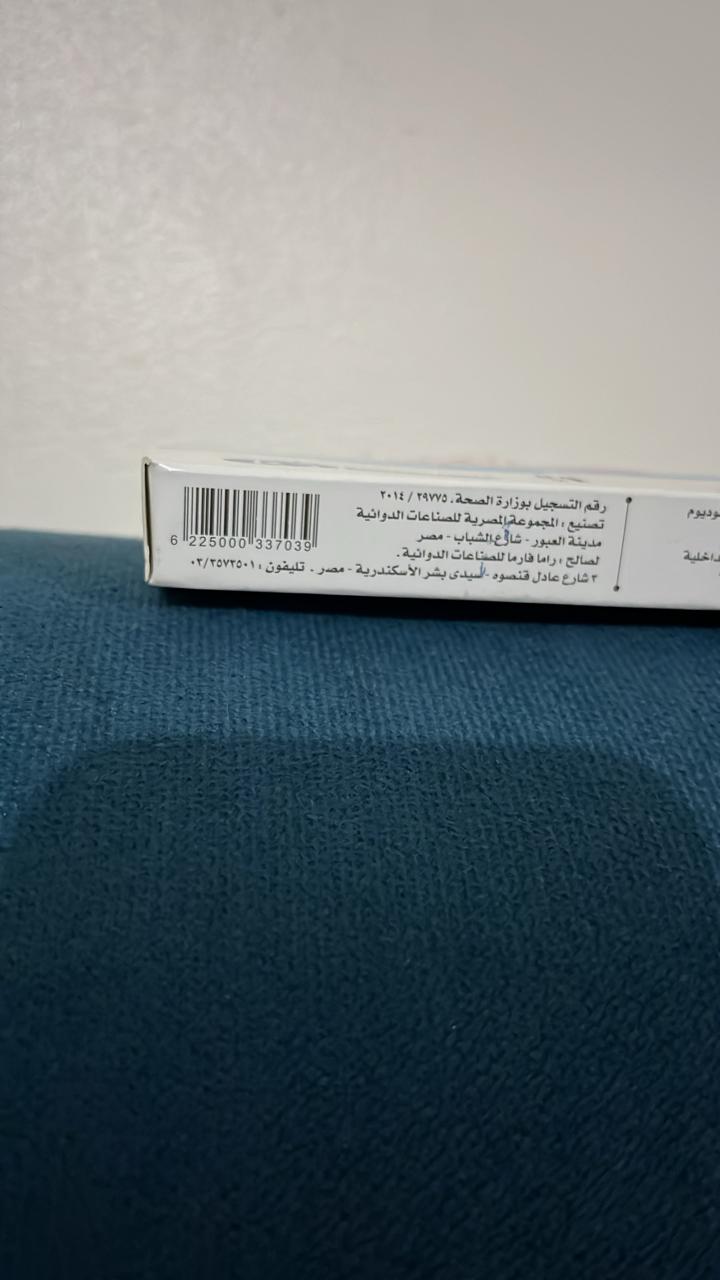 رقم التسجيل بوزارة الصحة. ٢٩٧٧٥ / ٢٠١٤
تصنيع : المجموعة المصرية للصناعات الدوائية
مدينة العبور - شارع الشباب - مصر
لصالح : راما فارما للصناعات الدوائية .
٣ شارع عادل قنصوه - سيدى بشر الأسكندرية - مصر . تليفون : ٠٣/٣٥٧٣٥٠١
6 225000 337039